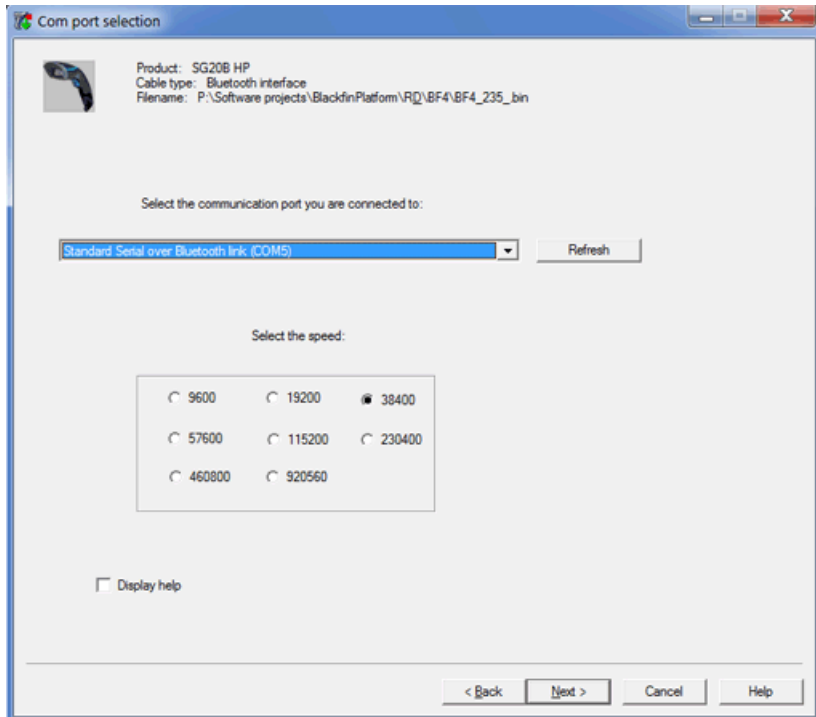 Com port selection
Product: SG20B HP
Cable type: Bluetooth interface
Filename: P:\Software projects\BlackfinPlatform\RD\BF4\BF4_235_.bin
Select the communication port you are connected to:
Standard Serial over Bluetooth link (COM5)
Refresh
Select the speed:
9600 19200 38400
57600 115200 230400
460800 920560
Display help
< Back Next > Cancel Help